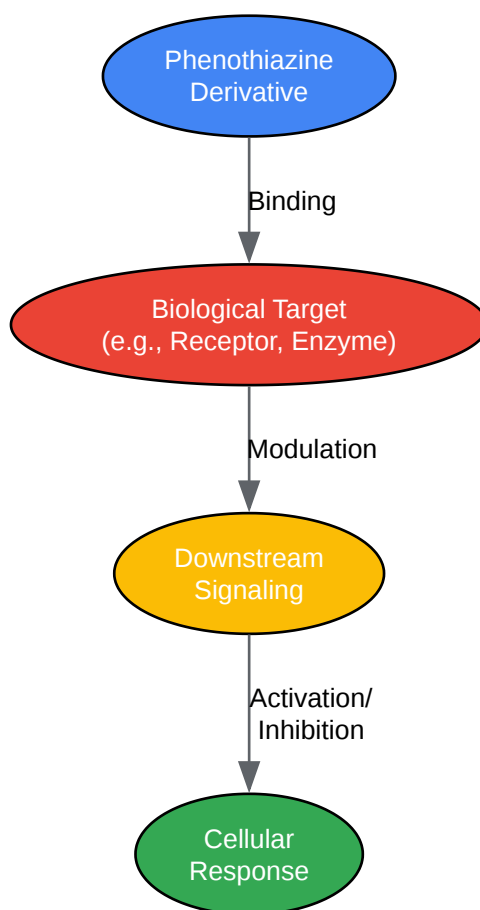 Phenothiazine
Derivative
Binding
Biological Target
(e.g., Receptor, Enzyme)
Modulation
Downstream
Signaling
Activation/
Inhibition
Cellular
Response